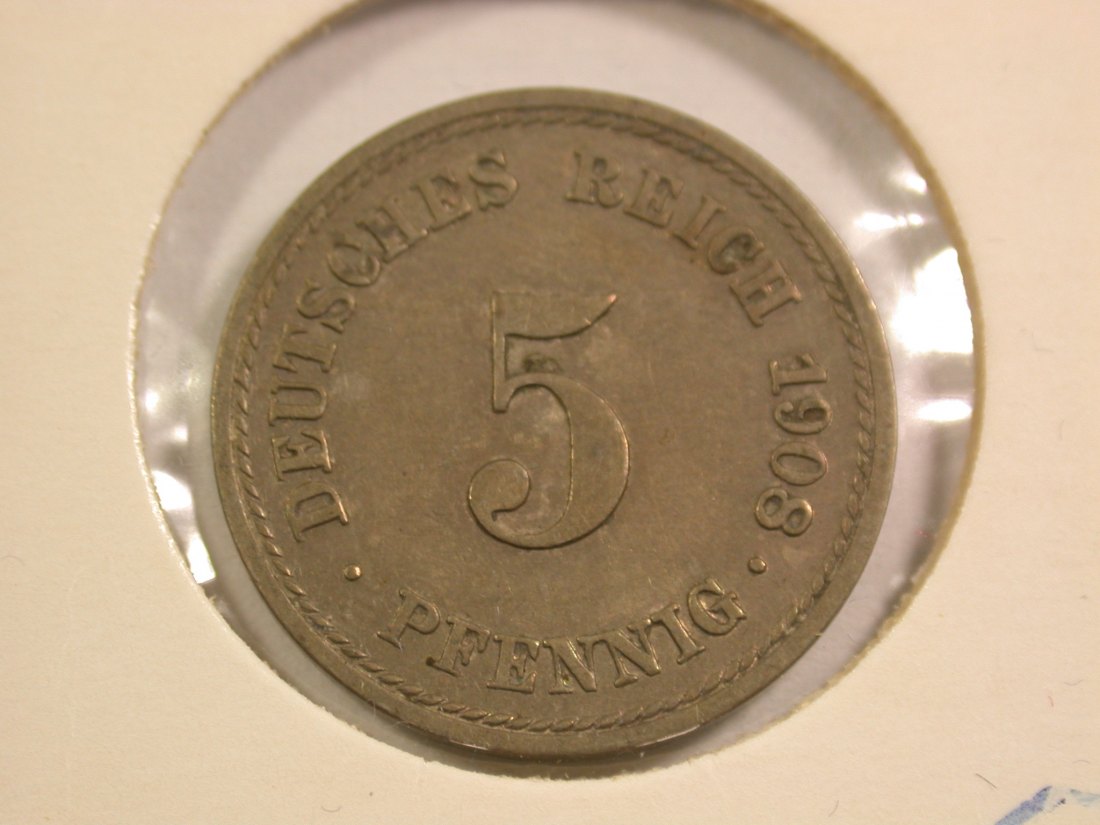 DEUTSCHES REICH 1908
5
· PFENNIG ·